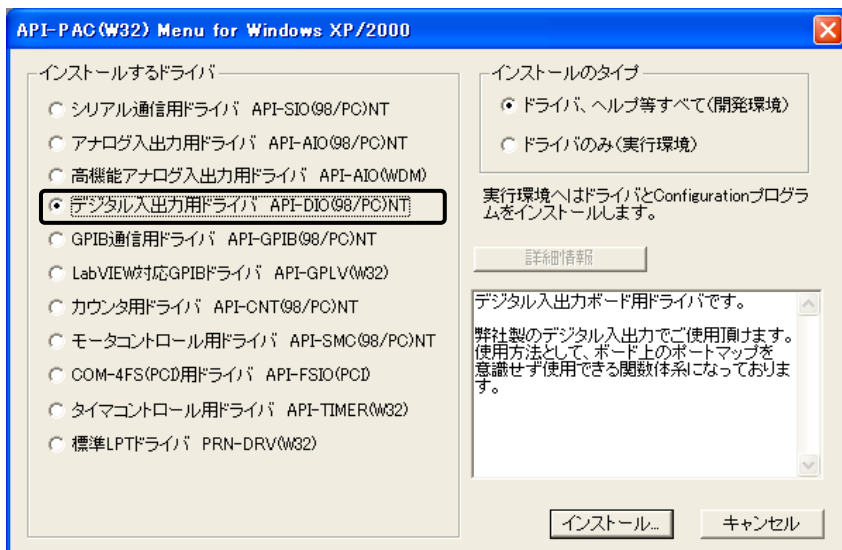 API-PAC(W32) Menu for Windows XP/2000
インストールするドライバ
シリアル通信用ドライバ API-SIO(98/PC)NT
アナログ入出力用ドライバ API-AIO(98/PC)NT
高機能アナログ入出力用ドライバ API-AIO(WDM)
デジタル入出力用ドライバ API-DIO(98/PC)NT
GPIB通信用ドライバ API-GPIB(98/PC)NT
LabVIEW対応GPIBドライバ API-GPLV(W32)
カウンタ用ドライバ API-CNT(98/PC)NT
モータコントロール用ドライバ API-SMC(98/PC)NT
COM-4FS(PCI)用ドライバ API-FSIO(PCI)
タイマコントロール用ドライバ API-TIMER(W32)
標準LPTドライバ PRN-DRV(W32)
インストールのタイプ
ドライバ、ヘルプ等すべて(開発環境)
ドライバのみ(実行環境)
実行環境へはドライバとConfigurationプログラ
ムをインストールします。
詳細情報
デジタル入出力ボード用ドライバです。
弊社製のデジタル入出力でご使用頂けます。
使用方法として、ボード上のポートマップを
意識せず使用できる関数体系になっておりま
す。
インストール...
キャンセル